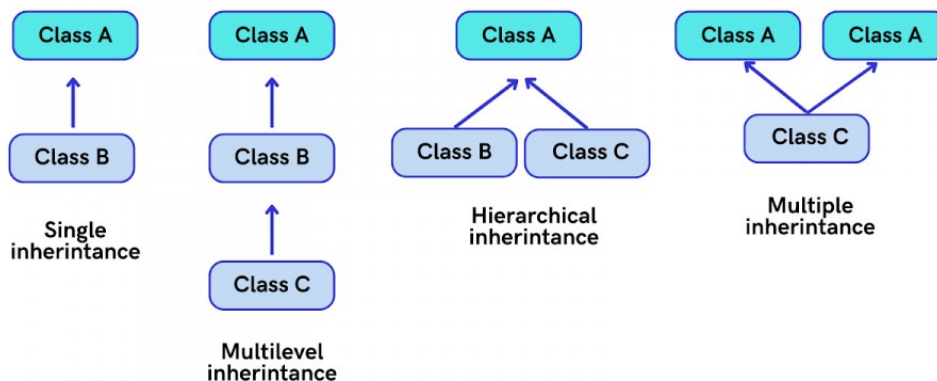 Class A
Class B
Single
inherintance
Class A
Class B
Class C
Multilevel
inherintance
Class A
Class B
Class C
Hierarchical
inherintance
Class A
Class A
Class C
Multiple
inherintance